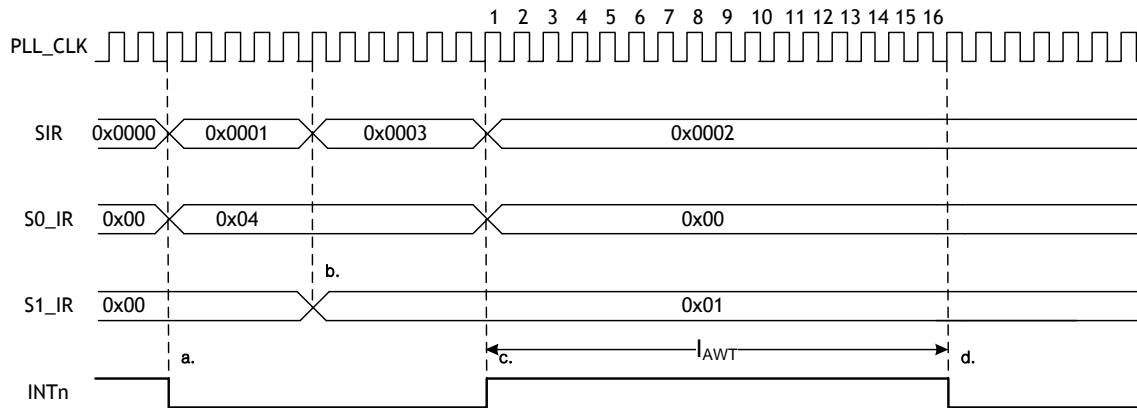 1 2 3 4 5 6 7 8 9 10 11 12 13 14 15 16
PLL_CLK
SIR 0x0000 0x0001 0x0003 0x0002
S0_IR 0x00 0x04 0x00
b.
S1_IR 0x00 0x01
a. c. IAWT d.
INTn